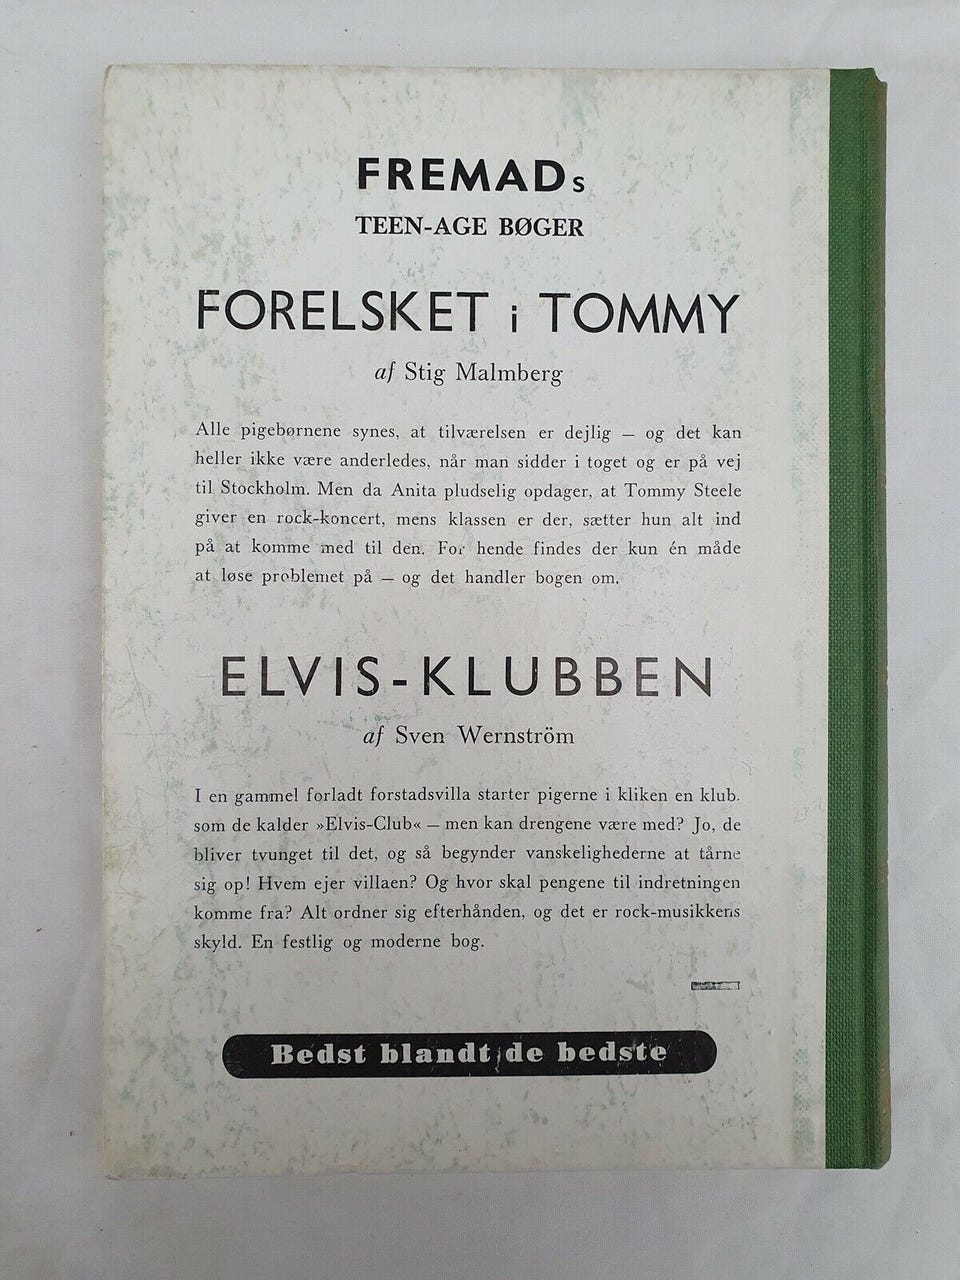 FREMADs
TEEN-AGE BØGER
FORELSKET i TOMMY
af Stig Malmberg
Alle pigebørnene synes, at tilværelsen er dejlig — og det kan
heller ikke være anderledes, når man sidder i toget og er på vej
til Stockholm. Men da Anita pludselig opdager, at Tommy Steele
giver en rock-koncert, mens klassen er der, sætter hun alt ind
på at komme med til den. For hende findes der kun én måde
at løse problemet på — og det handler bogen om.
ELVIS-KLUBBEN
af Sven Wernström
I en gammel forladt forstadsvilla starter pigerne i kliken en klub.
som de kalder »Elvis-Club« — men kan drengene være med? Jo, de
bliver tvunget til det, og så begynder vanskelighederne at tårne
sig op! Hvem ejer villaen? Og hvor skal pengene til indretningen
komme fra? Alt ordner sig efterhånden, og det er rock-musikkens
skyld. En festlig og moderne bog.
Bedst blandt de bedste